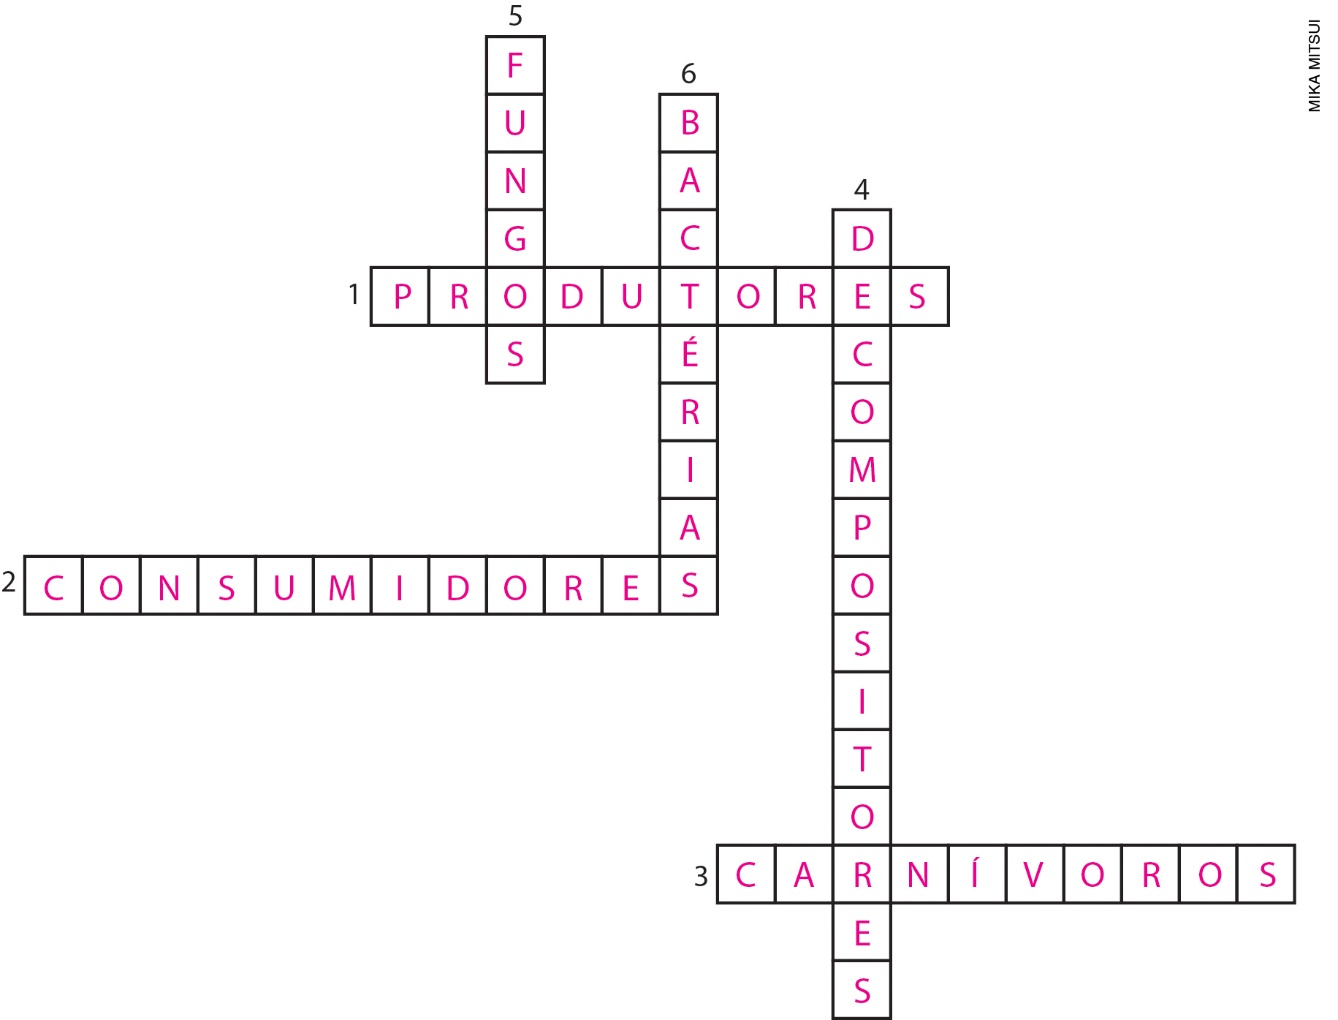 5
6
4
1 PRODUTORES
2 CONSUMIDORES
3 CARNÍVOROS
DECOMPOSITORES
FUNGOS
BACTÉRIAS
MIKA MITSUI